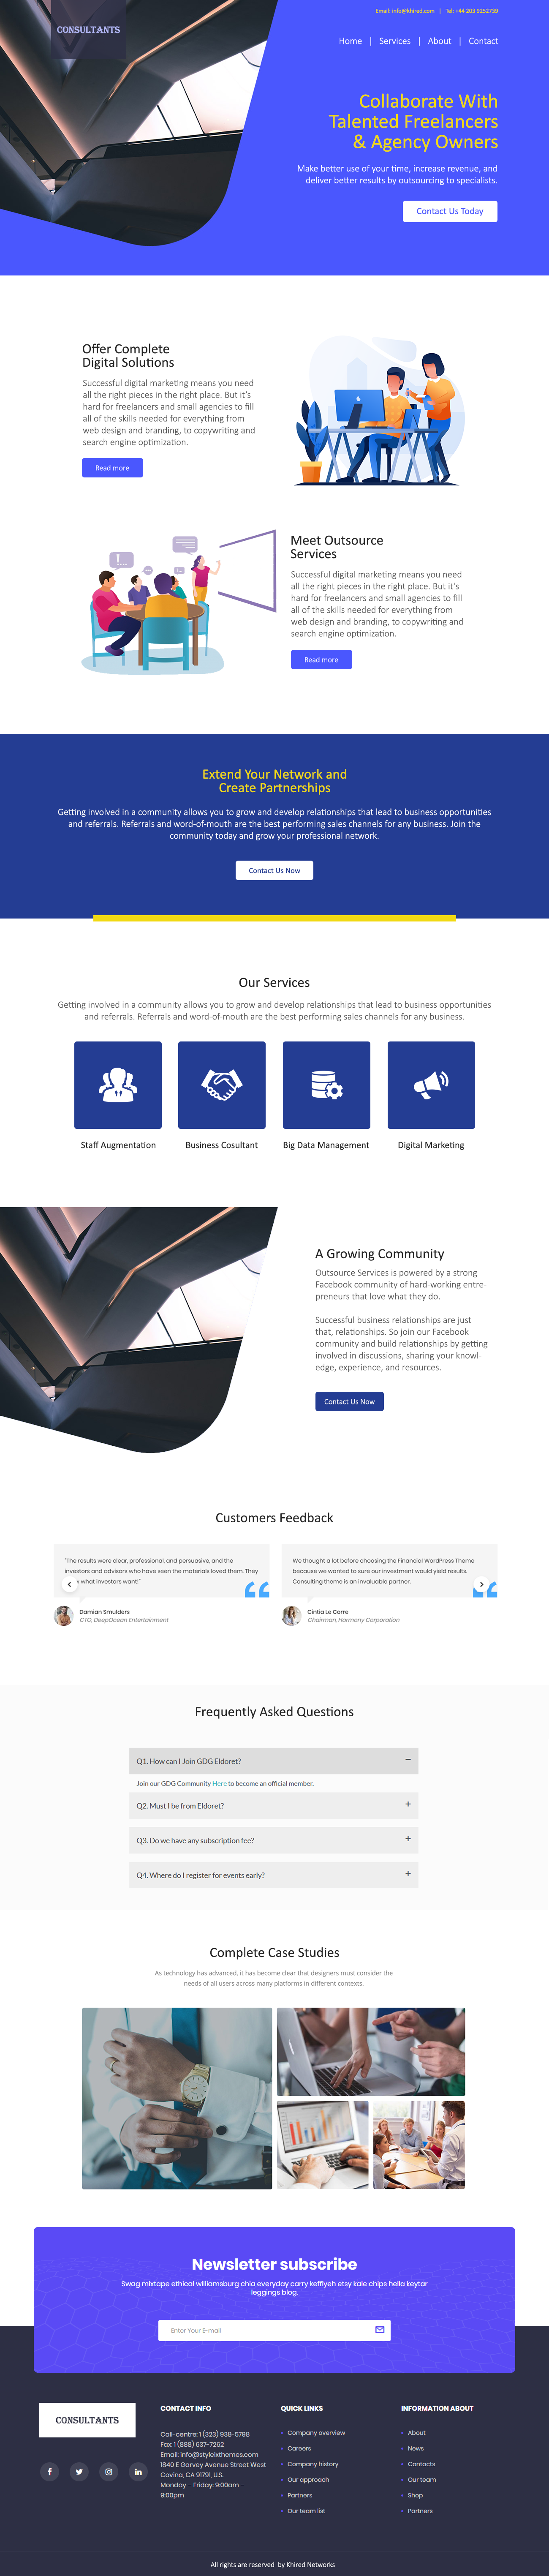 Email: Info@khired.com | Tel: +44 203 9252739
CONSULTANTS
Home | Services | About | Contact
Collaborate With
Talented Freelancers
& Agency Owners
Make better use of your time, increase revenue, and
deliver better results by outsourcing to specialists.
Contact Us Today
Offer Complete
Digital Solutions
Successful digital marketing means you need
all the right pieces in the right place. But it's
hard for freelancers and small agencies to fill
all of the skills needed for everything from
web design and branding, to copywriting and
search engine optimization.
Read more
Meet Outsource
Services
Successful digital marketing means you need
all the right pieces in the right place. But it's
hard for freelancers and small agencies to fill
all of the skills needed for everything from
web design and branding, to copywriting and
search engine optimization.
Read more
Extend Your Network and
Create Partnerships
Getting involved in a community allows you to grow and develop relationships that lead to business opportunities
and referrals. Referrals and word-of-mouth are the best performing sales channels for any business. Join the
community today and grow your professional network.
Contact Us Now
Our Services
Getting involved in a community allows you to grow and develop relationships that lead to business opportunities
and referrals. Referrals and word-of-mouth are the best performing sales channels for any business.
Staff Augmentation
Business Cosultant
Big Data Management
Digital Marketing
A Growing Community
Outsource Services is powered by a strong
Facebook community of hard-working entre-
preneurs that love what they do.
Successful business relationships are just
that, relationships. So join our Facebook
community and build relationships by getting
involved in discussions, sharing your knowl-
edge, experience, and resources.
Contact Us Now
Customers Feedback
"The results were clear, professional, and persuasive, and the
investors and advisors who have seen the materials loved them. They
what investors want!"
Damian Smulders
CTO, DeepOcean Entertainment
We thought a lot before choosing the Financial WordPress Theme
because we wanted to sure our investment would yield results.
Consulting theme is an invaluable partner.
Cintia Le Corre
Chairman, Harmony Corporation
Frequently Asked Questions
Q1. How can I Join GDG Eldoret?
Join our GDG Community Here to become an official member.
Q2. Must I be from Eldoret?
Q3. Do we have any subscription fee?
Q4. Where do I register for events early?
Complete Case Studies
As technology has advanced, it has become clear that designers must consider the
needs of all users across many platforms in different contexts.
Newsletter subscribe
Swag mixtape ethical williamsburg chia everyday carry keffiyeh etsy kale chips hella keytar
leggings blog.
Enter Your E-mail
CONSULTANTS
CONTACT INFO
Call-centre: 1 (323) 938-5798
Fax: 1 (888) 637-7262
Email: info@stylexthemes.com
1840 E Garvey Avenue Street West
Covina, CA 91791, U.S.
Monday – Friday: 9:00am –
9:00pm
QUICK LINKS
Company overview
Careers
Company history
Our approach
Partners
Our team list
INFORMATION ABOUT
About
News
Contacts
Our team
Shop
Partners
All rights are reserved by Khired Networks